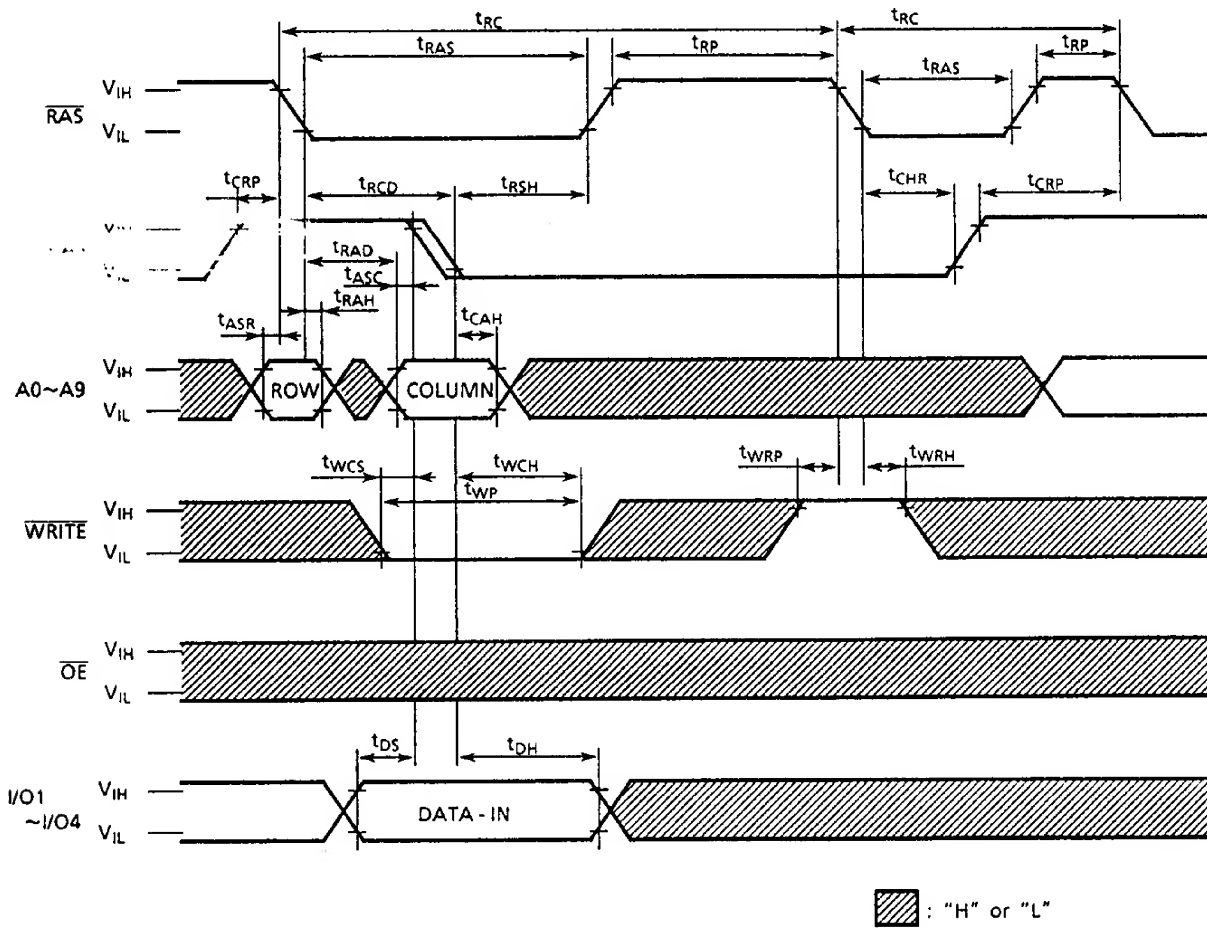 tRC tRC
tRAS tRP tRAS tRP
RAS VIH
VIL
tCRP tRCD tRSH tCHR tCRP
VIL
tRAD
tASC
tRAH
tASR tCAH
A0~A9 VIH
VIL
ROW COLUMN
tWCS tWCH tWRP tWRH
tWP
WRITE VIH
VIL
OE VIH
VIL
tDS tDH
I/O1
~I/O4
VIH
VIL
DATA - IN
: "H" or "L"